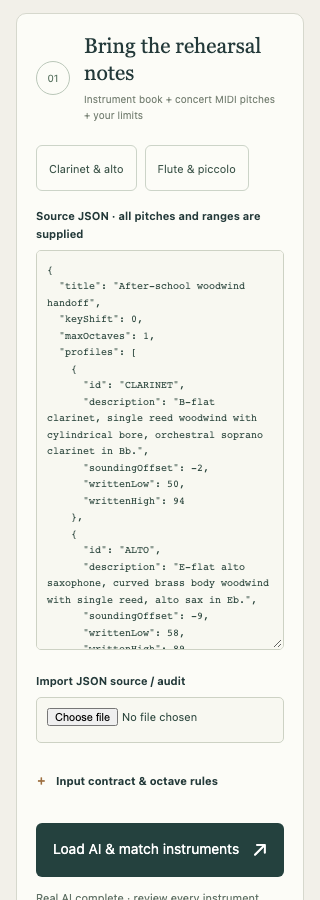 01
Bring the rehearsal
notes
Instrument book + concert MIDI pitches
+ your limits
Clarinet & alto
Flute & piccolo
Source JSON · all pitches and ranges are
supplied
{
"title": "After-school woodwind
handoff",
"keyShift": 0,
"maxOctaves": 1,
"profiles": [
{
"id": "CLARINET",
"description": "B-flat
clarinet, single reed woodwind with
cylindrical bore, orchestral soprano
clarinet in Bb.",
"soundingOffset": -2,
"writtenLow": 50,
"writtenHigh": 94
},
{
"id": "ALTO",
"description": "E-flat alto
saxophone, curved brass body woodwind
with single reed, alto sax in Eb.",
"soundingOffset": -9,
"writtenLow": 58,
"writtenHigh": 89
Import JSON source / audit
Choose file No file chosen
+ Input contract & octave rules
Load AI & match instruments
Real AI complete · review every instrument